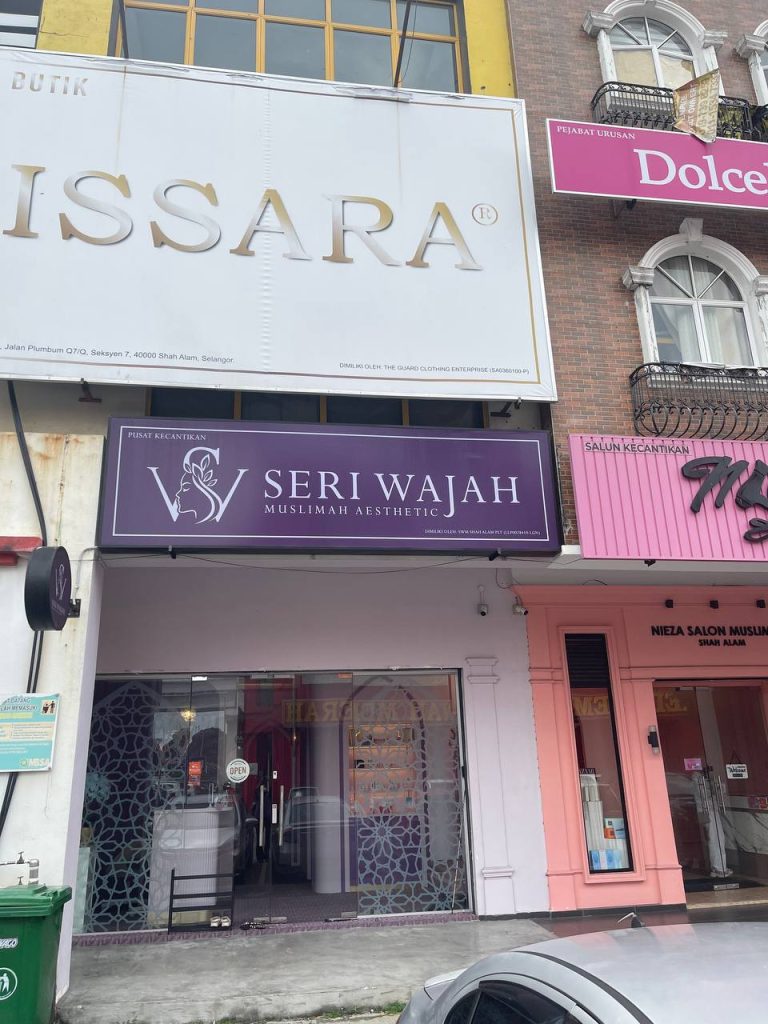 BUTIK
ISSARA®
Jalan Plumbum Q7/Q, Seksyen 7, 40000 Shah Alam, Selangor.
DIMILIKI OLEH: THE GUARD CLOTHING ENTERPRISE (SA0360100-P)
PEJABAT URUSAN
Dolce
PUSAT KECANTIKAN
SERI WAJAH
MUSLIMAH AESTHETIC
SALUN KECANTIKAN
NIEZA SALON MUSLIM
SHAH ALAM
OPEN
MBSA